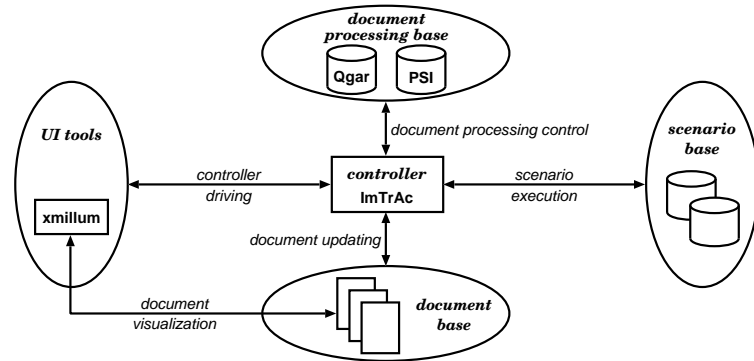 document
processing base
Qgar PSI
document processing control
UI tools
xmillum
controller
driving
controller
ImTrAc
scenario
execution
scenario
base
document updating
document
visualization
document
base